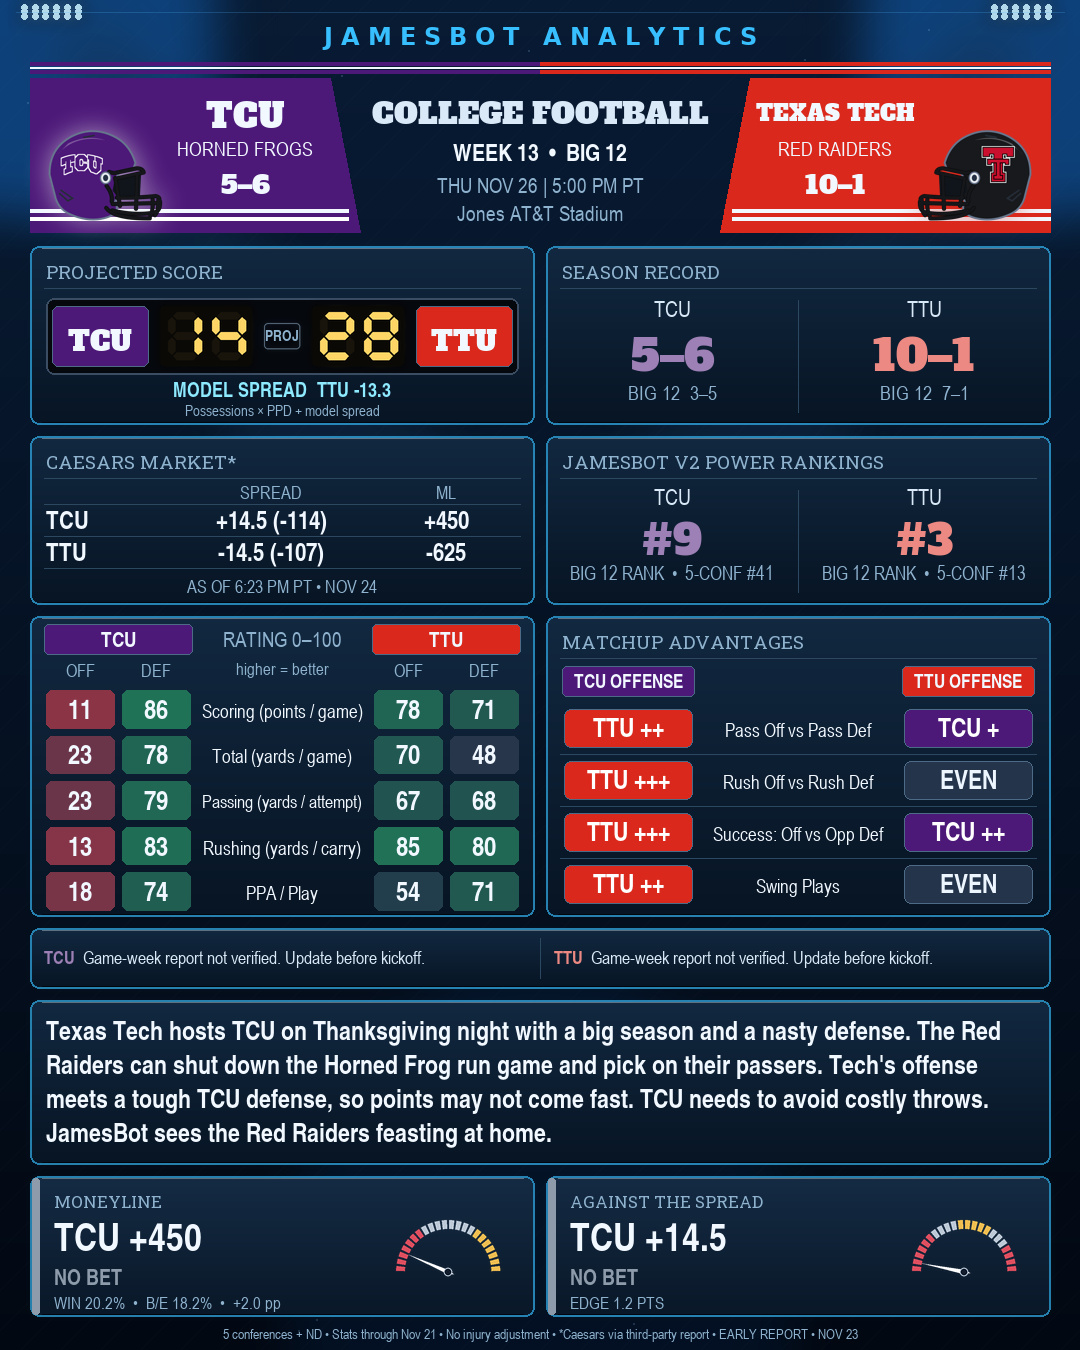 JAMESBOT ANALYTICS
TCU
HORNED FROGS
5–6
TCU
COLLEGE FOOTBALL
WEEK 13 • BIG 12
THU NOV 26 | 5:00 PM PT
Jones AT&T Stadium
TEXAS TECH
RED RAIDERS
10–1
T
PROJECTED SCORE
TCU 14 PROJ 28 TTU
MODEL SPREAD TTU -13.3
Possessions × PPD + model spread
SEASON RECORD
TCU TTU
5–6 10–1
BIG 12 3–5 BIG 12 7–1
CAESARS MARKET*
SPREAD ML
TCU +14.5 (-114) +450
TTU -14.5 (-107) -625
AS OF 6:23 PM PT • NOV 24
JAMESBOT V2 POWER RANKINGS
TCU TTU
#9 #3
BIG 12 RANK • 5-CONF #41 BIG 12 RANK • 5-CONF #13
TCU RATING 0–100 TTU
OFF DEF higher = better OFF DEF
11 86 Scoring (points / game) 78 71
23 78 Total (yards / game) 70 48
23 79 Passing (yards / attempt) 67 68
13 83 Rushing (yards / carry) 85 80
18 74 PPA / Play 54 71
MATCHUP ADVANTAGES
TCU OFFENSE TTU OFFENSE
TTU ++ Pass Off vs Pass Def TCU +
TTU +++ Rush Off vs Rush Def EVEN
TTU +++ Success: Off vs Opp Def TCU ++
TTU ++ Swing Plays EVEN
TCU Game-week report not verified. Update before kickoff.
TTU Game-week report not verified. Update before kickoff.
Texas Tech hosts TCU on Thanksgiving night with a big season and a nasty defense. The Red
Raiders can shut down the Horned Frog run game and pick on their passers. Tech's offense
meets a tough TCU defense, so points may not come fast. TCU needs to avoid costly throws.
JamesBot sees the Red Raiders feasting at home.
MONEYLINE
TCU +450
NO BET
WIN 20.2% • B/E 18.2% • +2.0 pp
AGAINST THE SPREAD
TCU +14.5
NO BET
EDGE 1.2 PTS
5 conferences + ND • Stats through Nov 21 • No injury adjustment • *Caesars via third-party report • EARLY REPORT • NOV 23